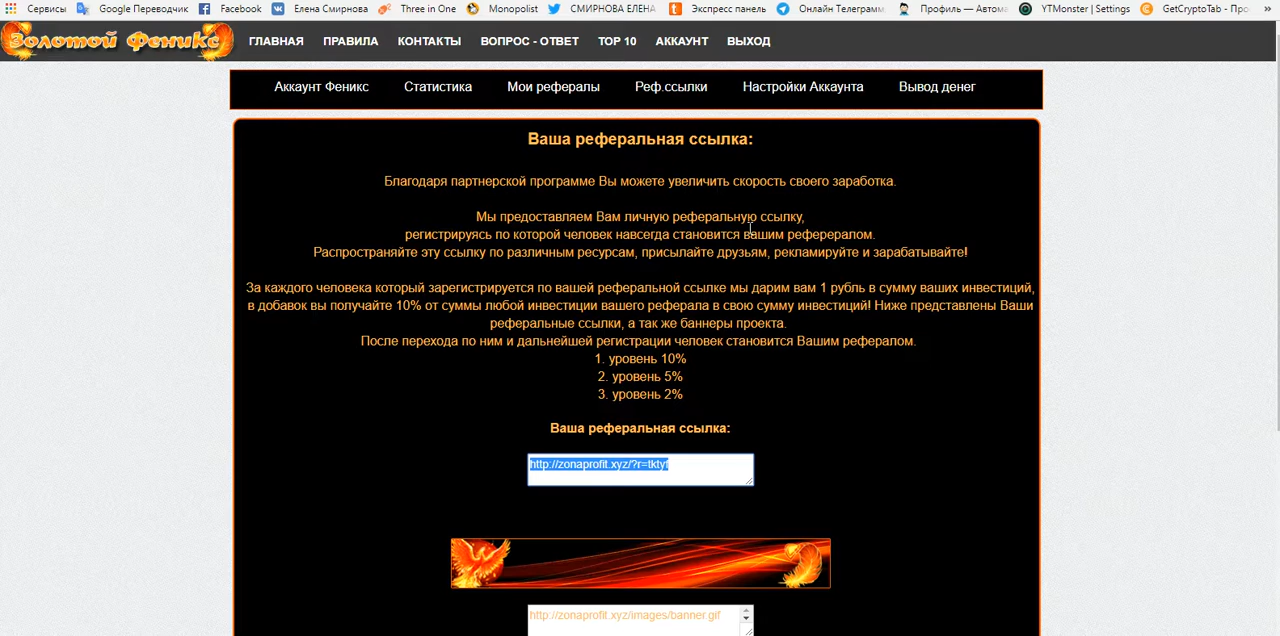 Сервисы Google Переводчик Facebook Елена Смирнова Three in One Monopolist СМИРНОВА ЕЛЕНА Экспресс панель Онлайн Телеграмм Профиль — Автома YTMonster | Settings GetCryptoTab - Про »
Золотой Феникс ГЛАВНАЯ ПРАВИЛА КОНТАКТЫ ВОПРОС - ОТВЕТ TOP 10 АККАУНТ ВЫХОД
Аккаунт Феникс Статистика Мои рефералы Реф.ссылки Настройки Аккаунта Вывод денег
Ваша реферальная ссылка:
Благодаря партнерской программе Вы можете увеличить скорость своего заработка.
Мы предоставляем Вам личную реферальную ссылку,
регистрируясь по которой человек навсегда становится вашим реферералом.
Распространяйте эту ссылку по различным ресурсам, присылайте друзьям, рекламируйте и зарабатывайте!
За каждого человека который зарегистрируется по вашей реферальной ссылке мы дарим вам 1 рубль в сумму ваших инвестиций,
в добавок вы получайте 10% от суммы любой инвестиции вашего реферала в свою сумму инвестиций! Ниже представлены Ваши
реферальные ссылки, а так же баннеры проекта.
После перехода по ним и дальнейшей регистрации человек становится Вашим рефералом.
1. уровень 10%
2. уровень 5%
3. уровень 2%
Ваша реферальная ссылка:
http://zonaprofit.xyz/?r=tktyf
http://zonaprofit.xyz/images/banner.gif